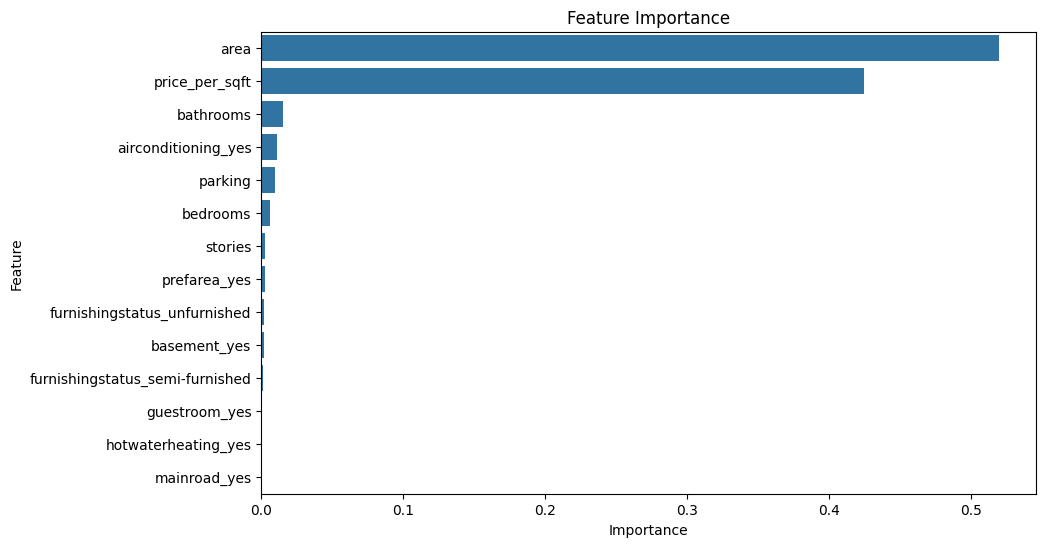 Feature Importance
Feature
area
price_per_sqft
bathrooms
airconditioning_yes
parking
bedrooms
stories
prefarea_yes
furnishingstatus_unfurnished
basement_yes
furnishingstatus_semi-furnished
guestroom_yes
hotwaterheating_yes
mainroad_yes
0.0 0.1 0.2 0.3 0.4 0.5
Importance